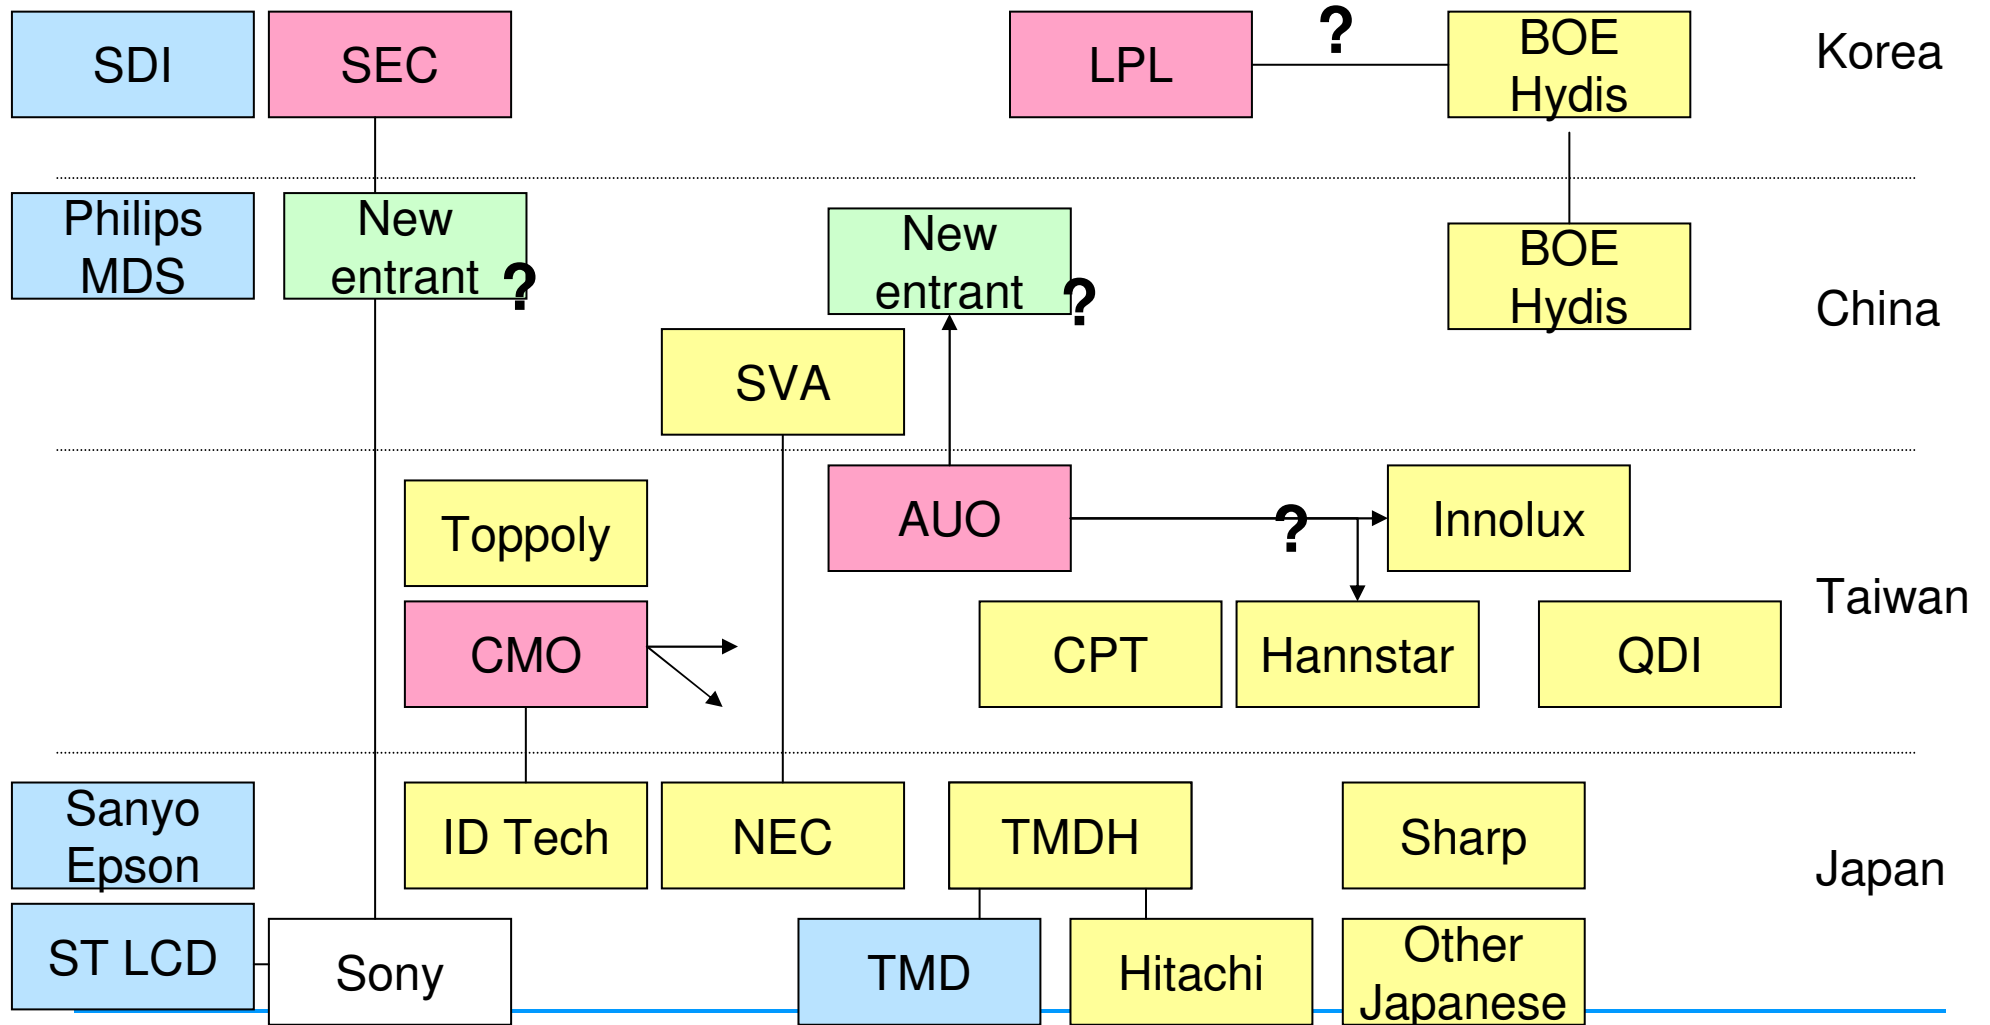 SDI
SEC
LPL
?
BOE
Hydis
Korea
Philips
MDS
New
entrant
?
New
entrant
?
BOE
Hydis
China
SVA
Toppoly
AUO
?
Innolux
Taiwan
CMO
CPT
Hannstar
QDI
Sanyo
Epson
ID Tech
NEC
TMDH
Sharp
Japan
ST LCD
Sony
TMD
Hitachi
Other
Japanese